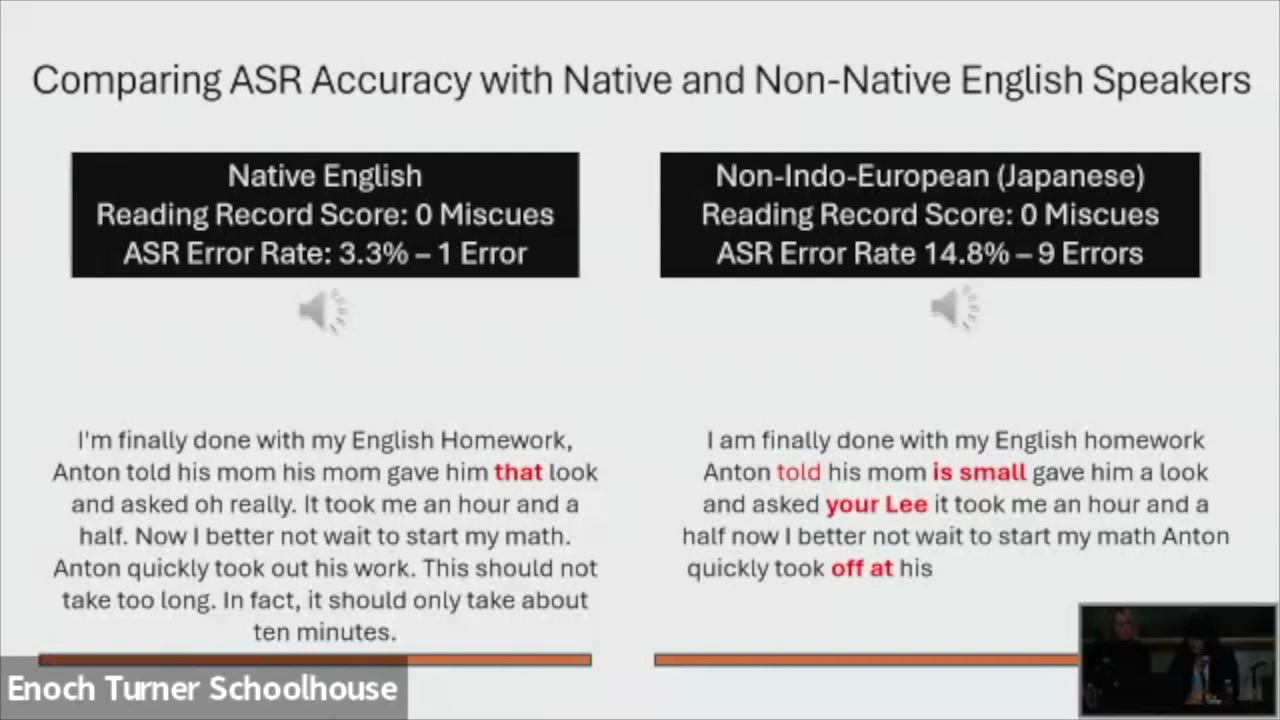 Comparing ASR Accuracy with Native and Non-Native English Speakers
Native English
Reading Record Score: 0 Miscues
ASR Error Rate: 3.3% – 1 Error
Non-Indo-European (Japanese)
Reading Record Score: 0 Miscues
ASR Error Rate 14.8% – 9 Errors
I'm finally done with my English Homework,
Anton told his mom his mom gave him that look
and asked oh really. It took me an hour and a
half. Now I better not wait to start my math.
Anton quickly took out his work. This should not
take too long. In fact, it should only take about
ten minutes.
I am finally done with my English homework
Anton told his mom is small gave him a look
and asked your Lee it took me an hour and a
half now I better not wait to start my math Anton
quickly took off at his
Enoch Turner Schoolhouse